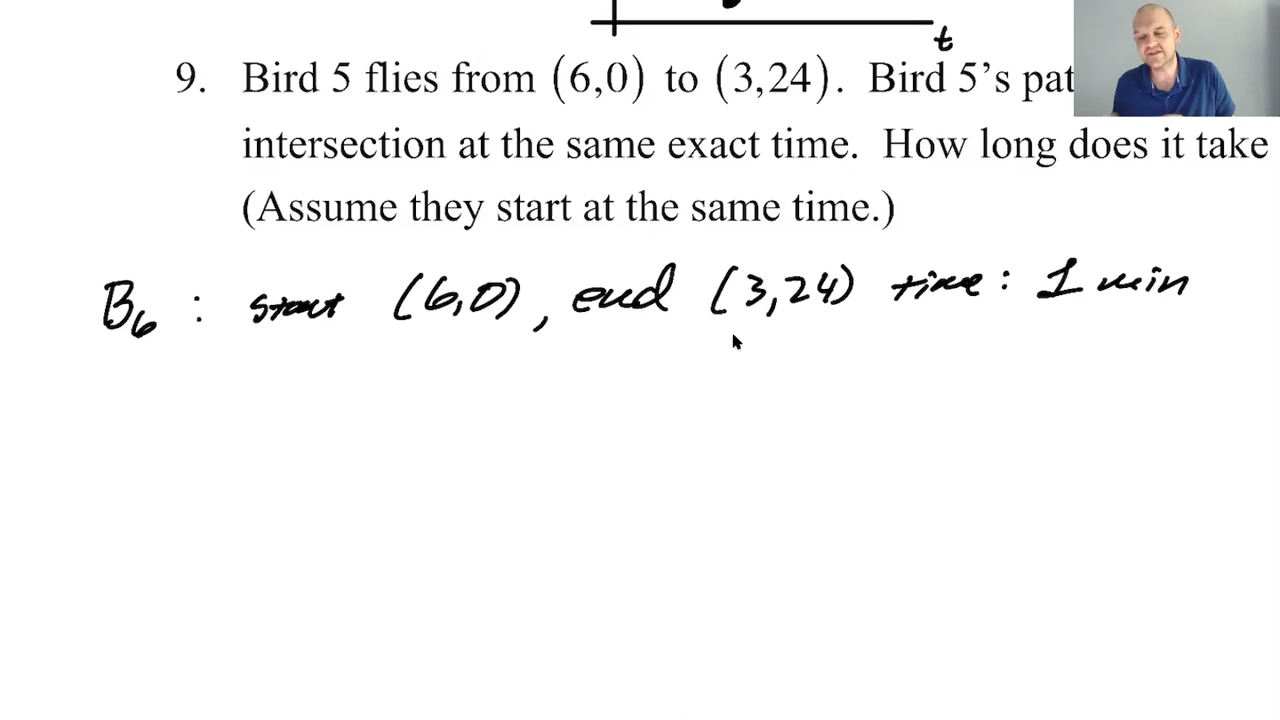 t
9. Bird 5 flies from (6,0) to (3,24). Bird 5's
intersection at the same exact time. How long does it take
(Assume they start at the same time.)
B₆ : start (6,0), end (3,24) time: 1 min